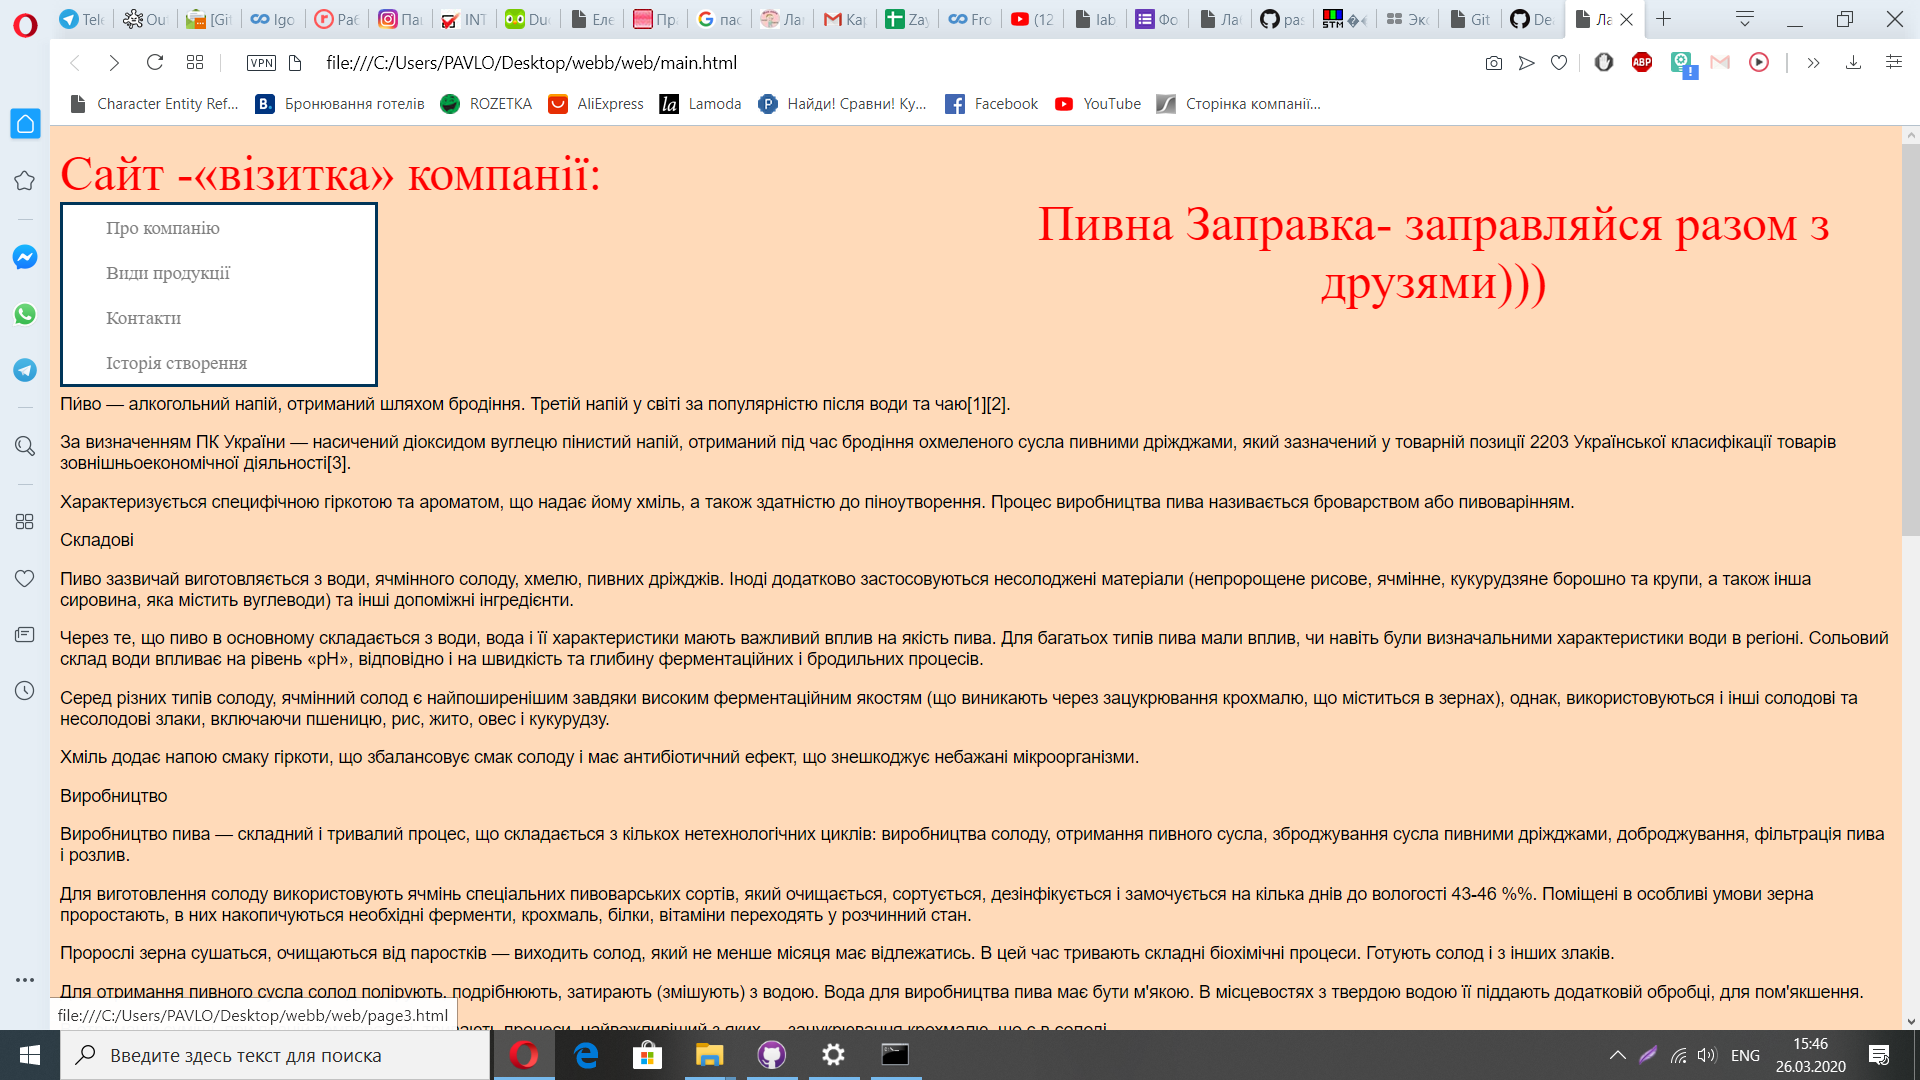 Tele
Ou
[Git
Igo
Раб
Па
INT
Duo
Еле
Пра
пас
Лаг
Кар
Zay
Fro
(12
lab
Фо
Лаб
pas
Экс
Git
Des
Ла
VPN
file:///C:/Users/PAVLO/Desktop/webb/web/main.html
ABP
Character Entity Ref...
Бронювання готелів
ROZETKA
AliExpress
Lamoda
Найди! Сравни! Ку...
Facebook
YouTube
Сторінка компанії...
Сайт -«візитка» компанії:
Пивна Заправка- заправляйся разом з
друзями)))
Про компанію
Види продукції
Контакти
Історія створення
Пи́во — алкогольний напій, отриманий шляхом бродіння. Третій напій у світі за популярністю після води та чаю[1][2].
За визначенням ПК України — насичений діоксидом вуглецю пінистий напій, отриманий під час бродіння охмеленого сусла пивними дріжджами, який зазначений у товарній позиції 2203 Української класифікації товарів
зовнішньоекономічної діяльності[3].
Характеризується специфічною гіркотою та ароматом, що надає йому хміль, а також здатністю до піноутворення. Процес виробництва пива називається броварством або пивоварінням.
Складові
Пиво зазвичай виготовляється з води, ячмінного солоду, хмелю, пивних дріжджів. Іноді додатково застосовуються несолоджені матеріали (непророщене рисове, ячмінне, кукурудзяне борошно та крупи, а також інша
сировина, яка містить вуглеводи) та інші допоміжні інгредієнти.
Через те, що пиво в основному складається з води, вода і її характеристики мають важливий вплив на якість пива. Для багатьох типів пива мали вплив, чи навіть були визначальними характеристики води в регіоні. Сольовий
склад води впливає на рівень «pH», відповідно і на швидкість та глибину ферментаційних і бродильних процесів.
Серед різних типів солоду, ячмінний солод є найпоширенішим завдяки високим ферментаційним якостям (що виникають через зацукрювання крохмалю, що міститься в зернах), однак, використовуються і інші солодові та
несолодові злаки, включаючи пшеницю, рис, жито, овес і кукурудзу.
Хміль додає напою смаку гіркоти, що збалансовує смак солоду і має антибіотичний ефект, що знешкоджує небажані мікроорганізми.
Виробництво
Виробництво пива — складний і тривалий процес, що складається з кількох нетехнологічних циклів: виробництва солоду, отримання пивного сусла, зброджування сусла пивними дріжджами, доброджування, фільтрація пива
і розлив.
Для виготовлення солоду використовують ячмінь спеціальних пивоварських сортів, який очищається, сортується, дезінфікується і замочується на кілька днів до вологості 43-46 %%. Поміщені в особливі умови зерна
проростають, в них накопичуються необхідні ферменти, крохмаль, білки, вітаміни переходять у розчинний стан.
Пророслі зерна сушаться, очищаються від паростків — виходить солод, який не менше місяця має відлежатись. В цей час тривають складні біохімічні процеси. Готують солод і з інших злаків.
Для отримання пивного сусла солод полірують, подрібнюють, затирають (змішують) з водою. Вода для виробництва пива має бути м'якою. В місцевостях з твердою водою її піддають додатковій обробці, для пом'якшення.
процеси, найважливіший з яких — зацукрювання крохмалю, що є в солоді.
file:///C:/Users/PAVLO/Desktop/webb/web/page3.html
Введите здесь текст для поиска
ENG
15:46
26.03.2020